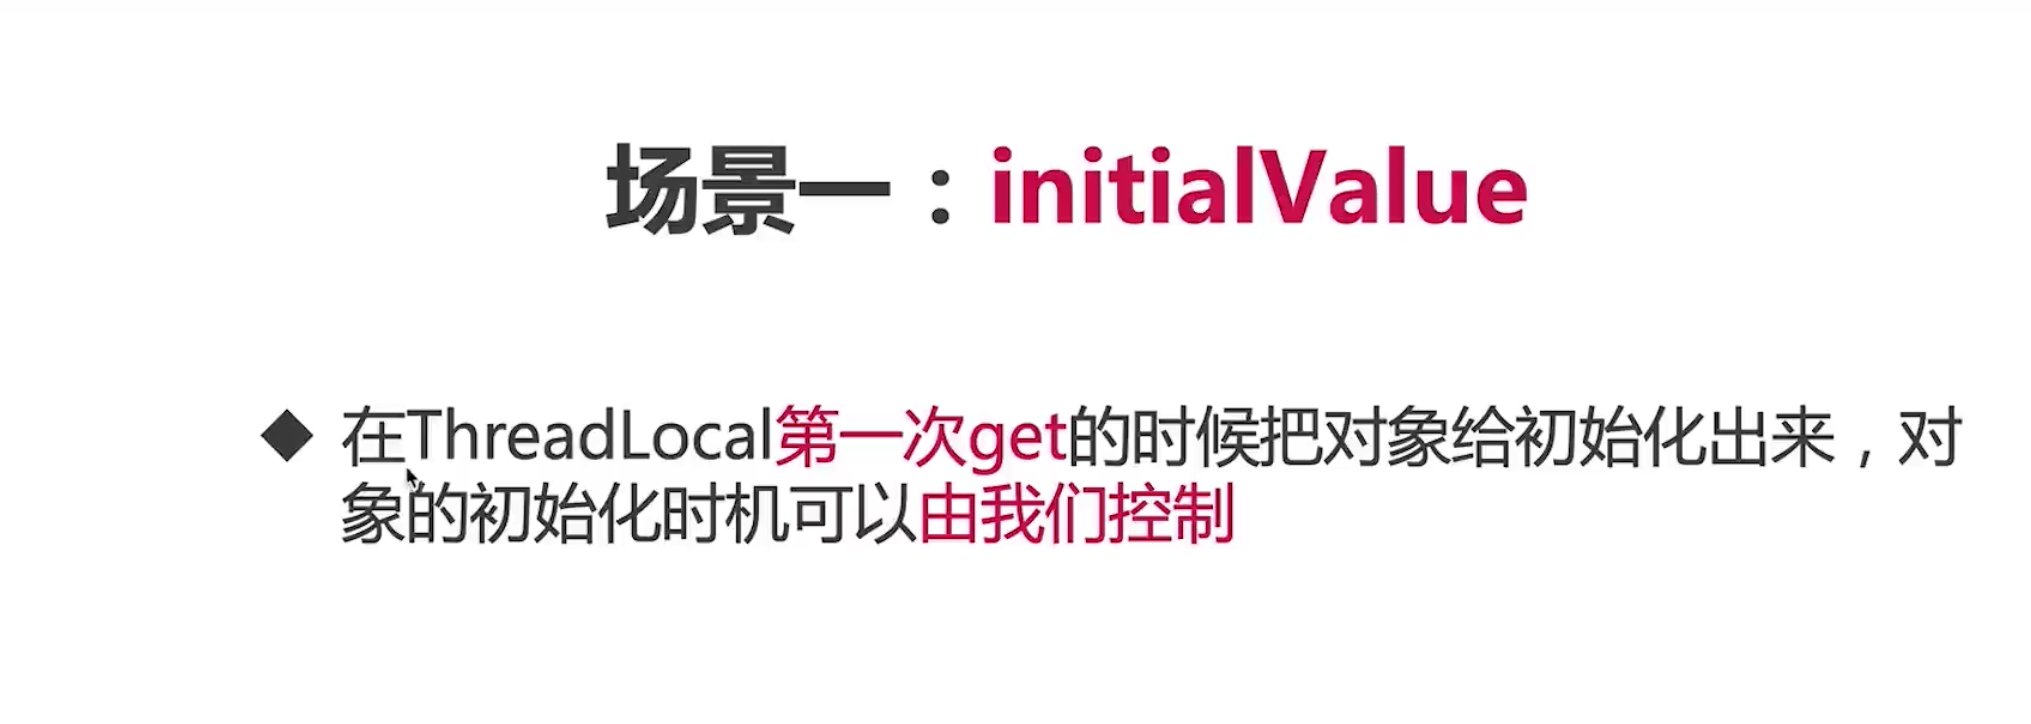 场景一：initialValue
◆ 在ThreadLocal第一次get的时候把对象给初始化出来，对
象的初始化时机可以由我们控制